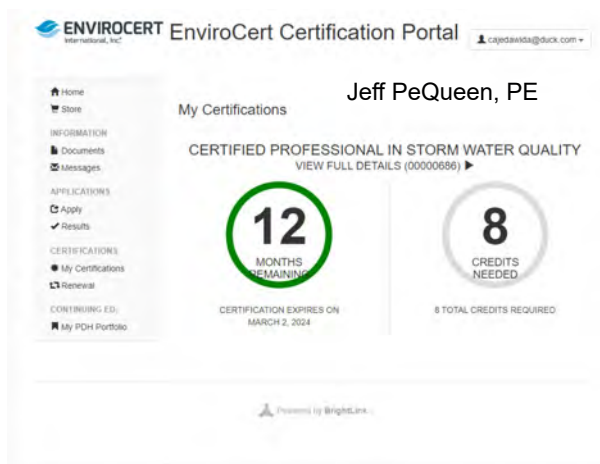 ENVIROCERT
International, Inc.
EnviroCert Certification Portal
cajedawida@duck.com
Home
Store
INFORMATION
Documents
Messages
APPLICATIONS
Apply
Results
CERTIFICATIONS
My Certifications
Renewal
CONTINUING ED.
My PDH Portfolio
Jeff PeQueen, PE
My Certifications
CERTIFIED PROFESSIONAL IN STORM WATER QUALITY
VIEW FULL DETAILS (00000686)
12
MONTHS
REMAINING
CERTIFICATION EXPIRES ON
MARCH 2, 2024
8
CREDITS
NEEDED
8 TOTAL CREDITS REQUIRED
Powered by BrightLink